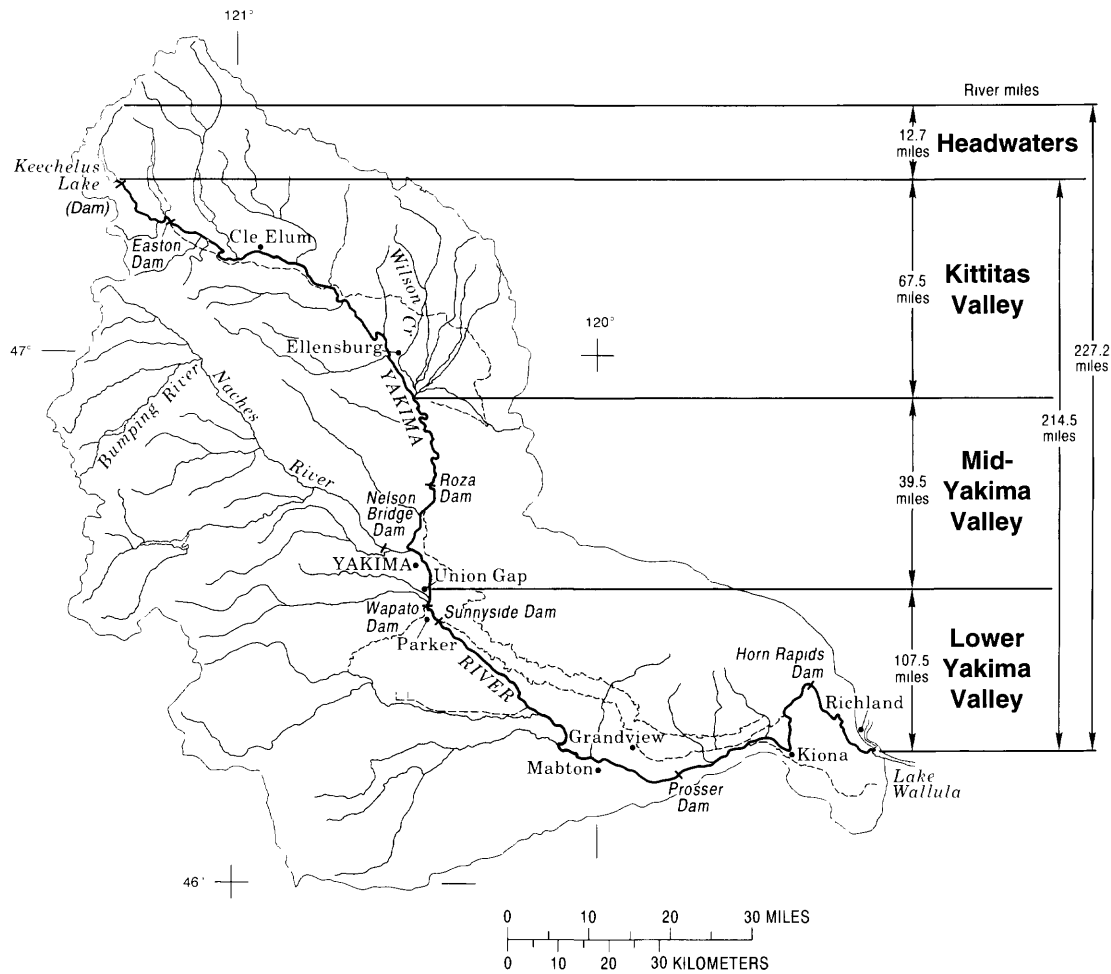 121°
River miles
12.7
miles
Headwaters
Keechelus
Lake
(Dam)
Easton
Dam
Cle Elum
Wilson Cr
67.5
miles
Kittitas
Valley
120°
47°
Ellensburg
YAKIMA
227.2
miles
214.5
miles
Bumping River
Naches
River
Roza
Dam
Nelson
Bridge
Dam
39.5
miles
Mid-
Yakima
Valley
YAKIMA
Union Gap
Wapato
Dam
Sunnyside Dam
Parker
RIVER
107.5
miles
Lower
Yakima
Valley
Horn Rapids
Dam
Richland
Grandview
Mabton
Kiona
Prosser
Dam
Lake
Wallula
46°
0 10 20 30 MILES
0 10 20 30 KILOMETERS